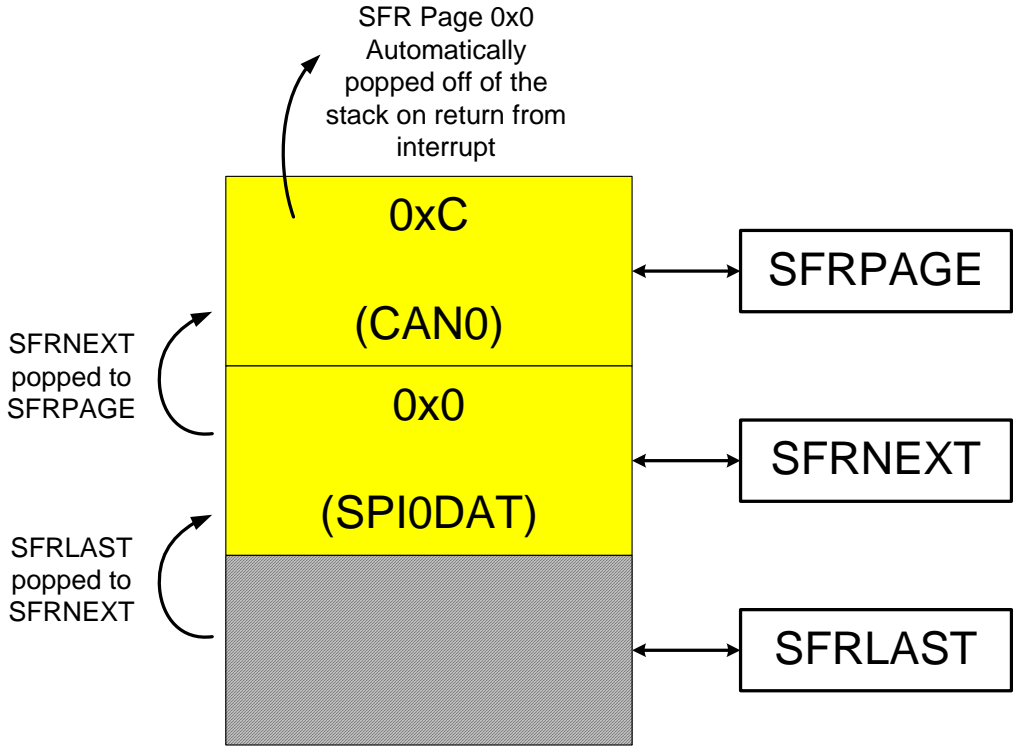 SFR Page 0x0
Automatically
popped off of the
stack on return from
interrupt
0xC
(CAN0)
SFRPAGE
SFRNEXT
popped to
SFRPAGE
0x0
(SPI0DAT)
SFRNEXT
SFRLAST
popped to
SFRNEXT
SFRLAST